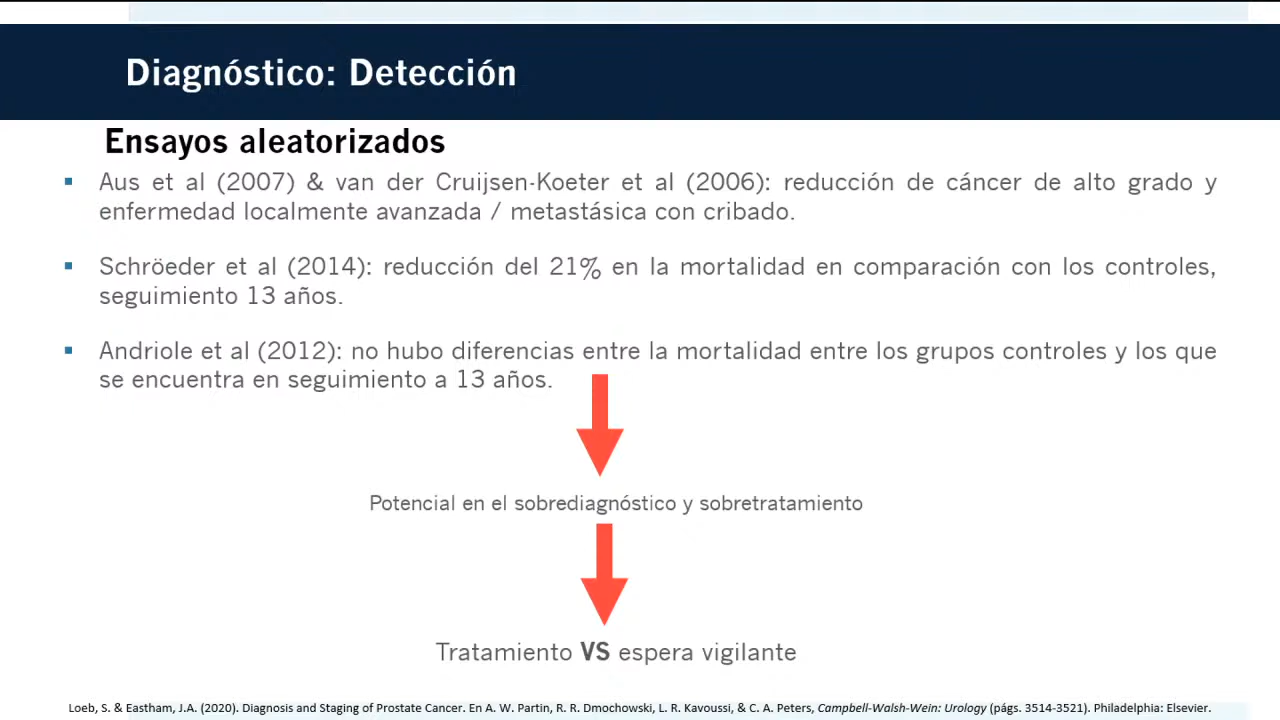 Diagnóstico: Detección
Ensayos aleatorizados
▪ Aus et al (2007) & van der Cruijsen-Koeter et al (2006): reducción de cáncer de alto grado y
enfermedad localmente avanzada / metastásica con cribado.
▪ Schröeder et al (2014): reducción del 21% en la mortalidad en comparación con los controles,
seguimiento 13 años.
▪ Andriole et al (2012): no hubo diferencias entre la mortalidad entre los grupos controles y los que
se encuentra en seguimiento a 13 años.
Potencial en el sobrediagnóstico y sobretratamiento
Tratamiento VS espera vigilante
Loeb, S. & Eastham, J.A. (2020). Diagnosis and Staging of Prostate Cancer. En A. W. Partin, R. R. Dmochowski, L. R. Kavoussi, & C. A. Peters, Campbell-Walsh-Wein: Urology (págs. 3514-3521). Philadelphia: Elsevier.